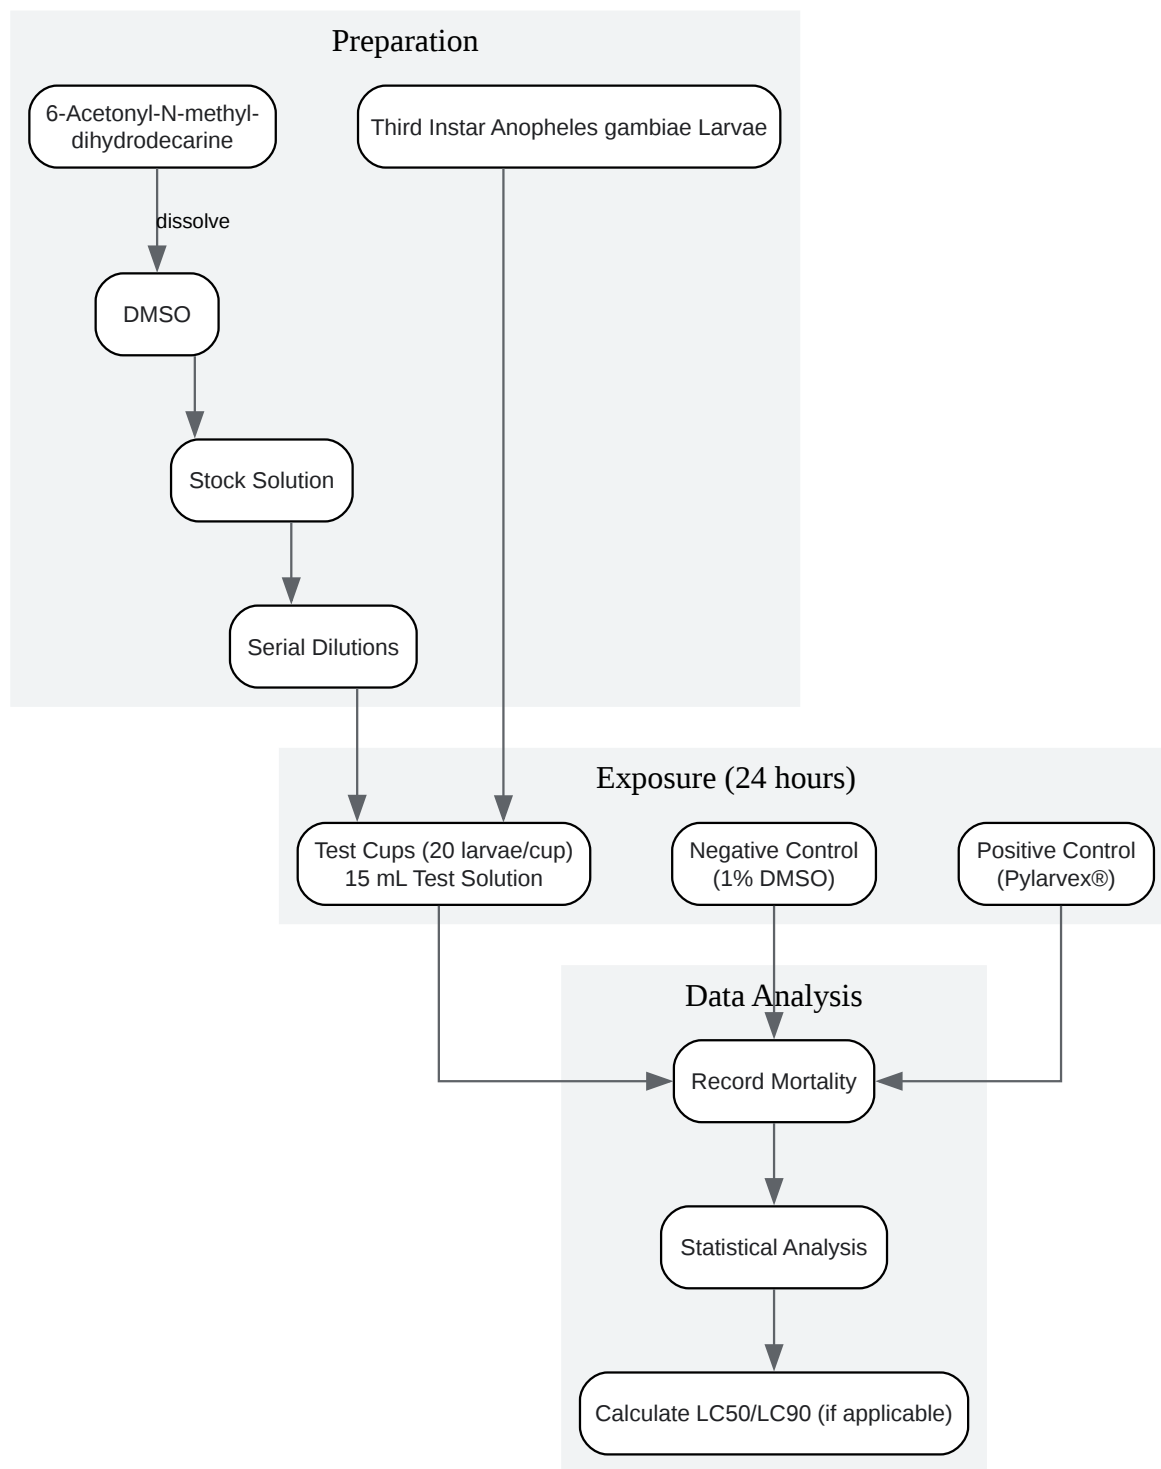 Preparation
6-Acetonyl-N-methyl-
dihydrodecarine
Third Instar Anopheles gambiae Larvae
dissolve
DMSO
Stock Solution
Serial Dilutions
Exposure (24 hours)
Test Cups (20 larvae/cup)
15 mL Test Solution
Negative Control
(1% DMSO)
Positive Control
(Pylarvex®)
Data Analysis
Record Mortality
Statistical Analysis
Calculate LC50/LC90 (if applicable)